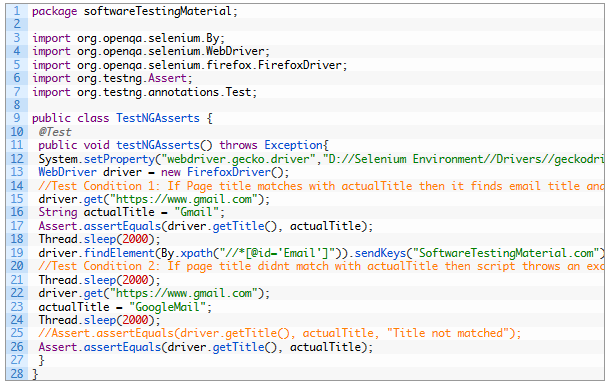 1 package softwareTestingMaterial;
2
3 import org.openqa.selenium.By;
4 import org.openqa.selenium.WebDriver;
5 import org.openqa.selenium.firefox.FirefoxDriver;
6 import org.testng.Assert;
7 import org.testng.annotations.Test;
8
9 public class TestNGAsserts {
10 @Test
11 public void testNGAsserts() throws Exception{
12 System.setProperty("webdriver.gecko.driver","D://Selenium Environment//Drivers//geckodri
13 WebDriver driver = new FirefoxDriver();
14 //Test Condition 1: If Page title matches with actualTitle then it finds email title and
15 driver.get("https://www.gmail.com");
16 String actualTitle = "Gmail";
17 Assert.assertEquals(driver.getTitle(), actualTitle);
18 Thread.sleep(2000);
19 driver.findElement(By.xpath("//*[@id='Email']")).sendKeys("SoftwareTestingMaterial.com")
20 //Test Condition 2: If page title didnt match with actualTitle then script throws an exc
21 Thread.sleep(2000);
22 driver.get("https://www.gmail.com");
23 actualTitle = "GoogleMail";
24 Thread.sleep(2000);
25 //Assert.assertEquals(driver.getTitle(), actualTitle, "Title not matched");
26 Assert.assertEquals(driver.getTitle(), actualTitle);
27 }
28 }